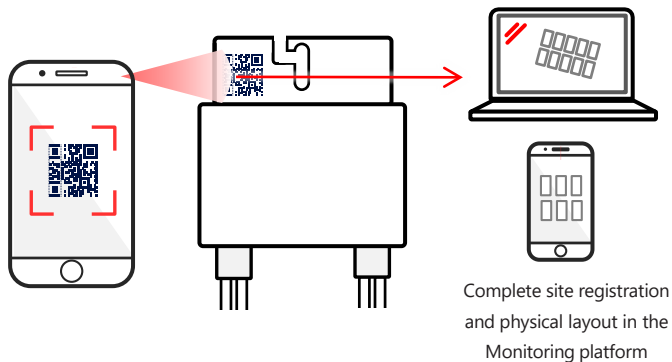 Complete site registration
and physical layout in the
Monitoring platform